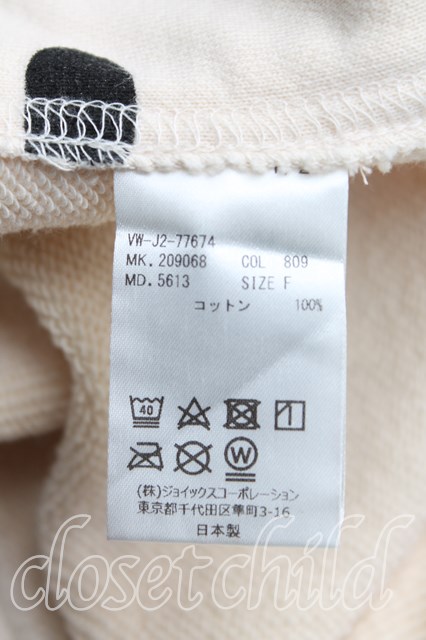 VW-J2-77674
MK. 209068 COL 809
MD. 5613 SIZE F
コットン 100%
40
W
(株)ジョイックスコーポレーション
東京都千代田区隼町3-16
日本製
closetchild